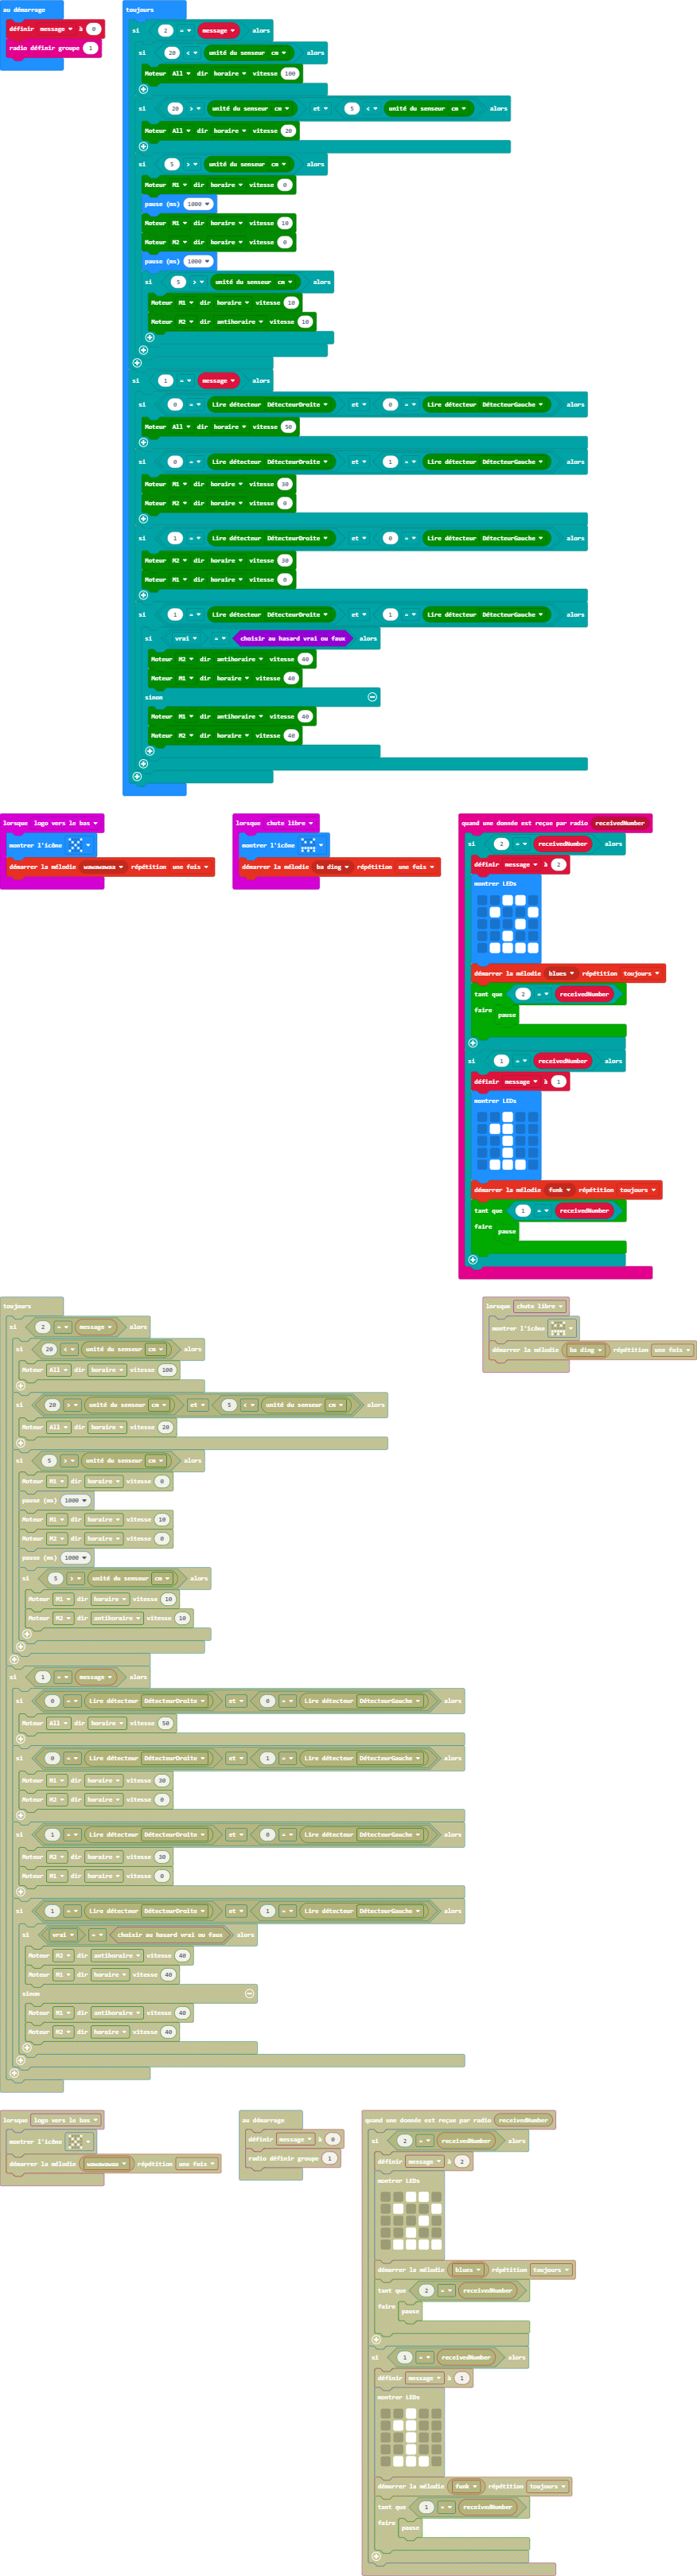 au démarrage
définir message à 0
radio définir groupe 1
toujours
si 2 = message alors
si 20 < unité du senseur cm alors
Moteur All dir horaire vitesse 100
si 20 > unité du senseur cm et 5 < unité du senseur cm alors
Moteur All dir horaire vitesse 20
si 5 > unité du senseur cm alors
Moteur M1 dir horaire vitesse 0
pause (ms) 1000
Moteur M1 dir horaire vitesse 10
Moteur M2 dir horaire vitesse 0
pause (ms) 1000
si 5 > unité du senseur cm alors
Moteur M1 dir horaire vitesse 10
Moteur M2 dir antihoraire vitesse 10
si 1 = message alors
si 0 = Lire détecteur DétecteurDroite et 0 = Lire détecteur DétecteurGauche alors
Moteur All dir horaire vitesse 50
si 0 = Lire détecteur DétecteurDroite et 1 = Lire détecteur DétecteurGauche alors
Moteur M1 dir horaire vitesse 30
Moteur M2 dir horaire vitesse 0
si 1 = Lire détecteur DétecteurDroite et 0 = Lire détecteur DétecteurGauche alors
Moteur M2 dir horaire vitesse 30
Moteur M1 dir horaire vitesse 0
si 1 = Lire détecteur DétecteurDroite et 1 = Lire détecteur DétecteurGauche alors
si vrai = choisir au hasard vrai ou faux alors
Moteur M2 dir antihoraire vitesse 40
Moteur M1 dir horaire vitesse 40
sinon
Moteur M1 dir antihoraire vitesse 40
Moteur M2 dir horaire vitesse 40
lorsque logo vers le bas
montrer l'icône
démarrer la mélodie wawawawaa répétition une fois
lorsque chute libre
montrer l'icône
démarrer la mélodie ba ding répétition une fois
quand une donnée est reçue par radio receivedNumber
si 2 = receivedNumber alors
définir message à 2
montrer LEDs
démarrer la mélodie blues répétition toujours
tant que 2 = receivedNumber
faire
pause
si 1 = receivedNumber alors
définir message à 1
montrer LEDs
démarrer la mélodie funk répétition toujours
tant que 1 = receivedNumber
faire
pause
toujours
si 2 = message alors
si 20 < unité du senseur cm alors
Moteur All dir horaire vitesse 100
si 20 > unité du senseur cm et 5 < unité du senseur cm alors
Moteur All dir horaire vitesse 20
si 5 > unité du senseur cm alors
Moteur M1 dir horaire vitesse 0
pause (ms) 1000
Moteur M1 dir horaire vitesse 10
Moteur M2 dir horaire vitesse 0
pause (ms) 1000
si 5 > unité du senseur cm alors
Moteur M1 dir horaire vitesse 10
Moteur M2 dir antihoraire vitesse 10
si 1 = message alors
si 0 = Lire détecteur DétecteurDroite et 0 = Lire détecteur DétecteurGauche alors
Moteur All dir horaire vitesse 50
si 0 = Lire détecteur DétecteurDroite et 1 = Lire détecteur DétecteurGauche alors
Moteur M1 dir horaire vitesse 30
Moteur M2 dir horaire vitesse 0
si 1 = Lire détecteur DétecteurDroite et 0 = Lire détecteur DétecteurGauche alors
Moteur M2 dir horaire vitesse 30
Moteur M1 dir horaire vitesse 0
si 1 = Lire détecteur DétecteurDroite et 1 = Lire détecteur DétecteurGauche alors
si vrai = choisir au hasard vrai ou faux alors
Moteur M2 dir antihoraire vitesse 40
Moteur M1 dir horaire vitesse 40
sinon
Moteur M1 dir antihoraire vitesse 40
Moteur M2 dir horaire vitesse 40
lorsque chute libre
montrer l'icône
démarrer la mélodie ba ding répétition une fois
lorsque logo vers le bas
montrer l'icône
démarrer la mélodie wawawawaa répétition une fois
au démarrage
définir message à 0
radio définir groupe 1
quand une donnée est reçue par radio receivedNumber
si 2 = receivedNumber alors
définir message à 2
montrer LEDs
démarrer la mélodie blues répétition toujours
tant que 2 = receivedNumber
faire
pause
si 1 = receivedNumber alors
définir message à 1
montrer LEDs
démarrer la mélodie funk répétition toujours
tant que 1 = receivedNumber
faire
pause